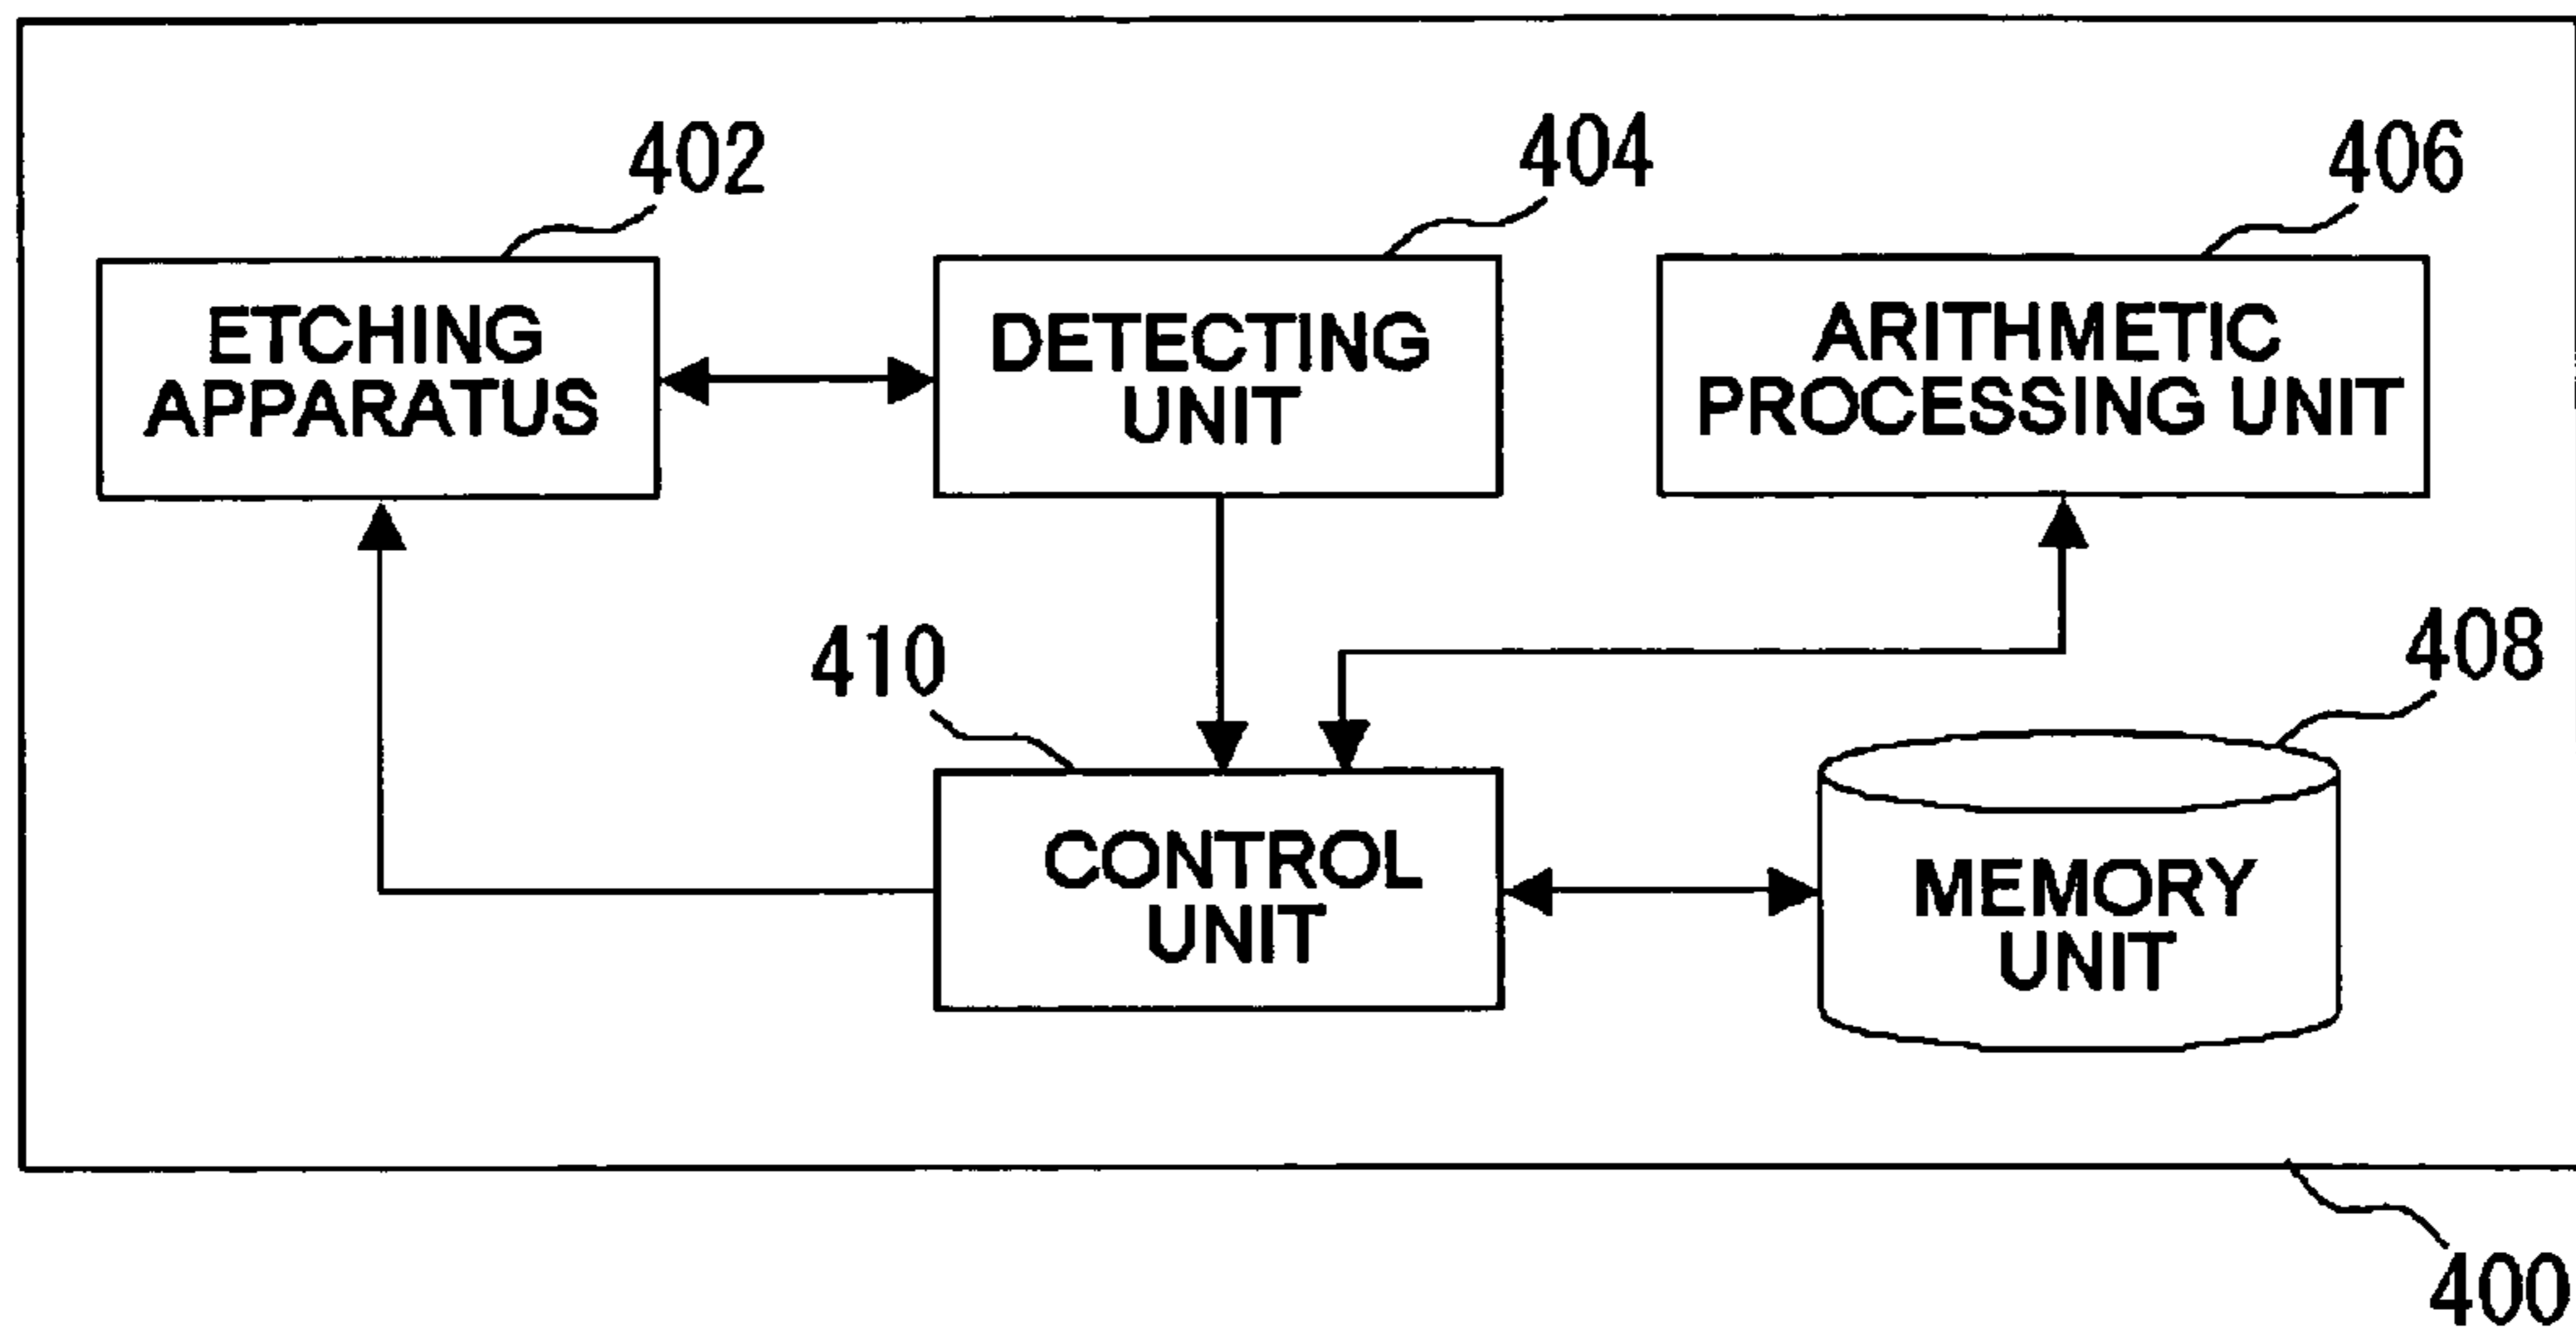 402
404
406
ETCHING
APPARATUS
DETECTING
UNIT
ARITHMETIC
PROCESSING UNIT
410
408
CONTROL
UNIT
MEMORY
UNIT
400